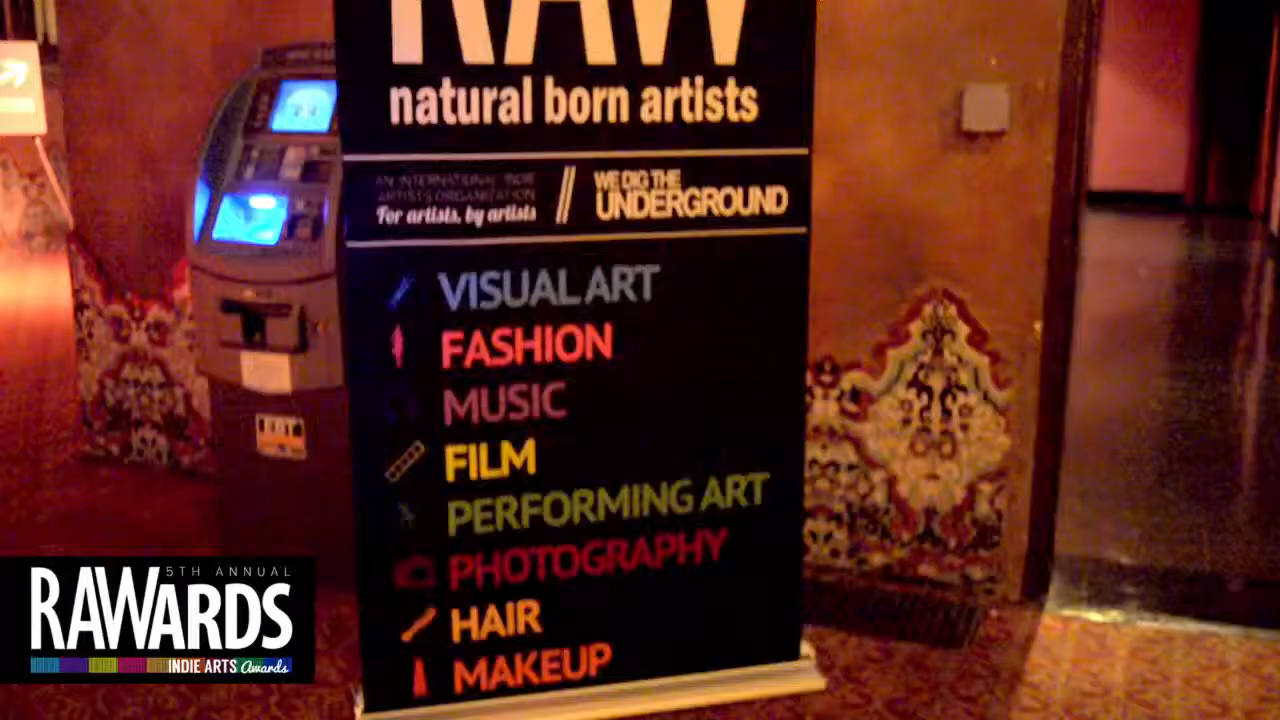 RAW
natural born artists
AN INTERNATIONAL INDIE
ARTISTS ORGANIZATION
For artists, by artists
WE DIG THE
UNDERGROUND
VISUAL ART
FASHION
MUSIC
FILM
PERFORMING ART
PHOTOGRAPHY
HAIR
MAKEUP
5TH ANNUAL
RAWARDS
INDIE ARTS Awards